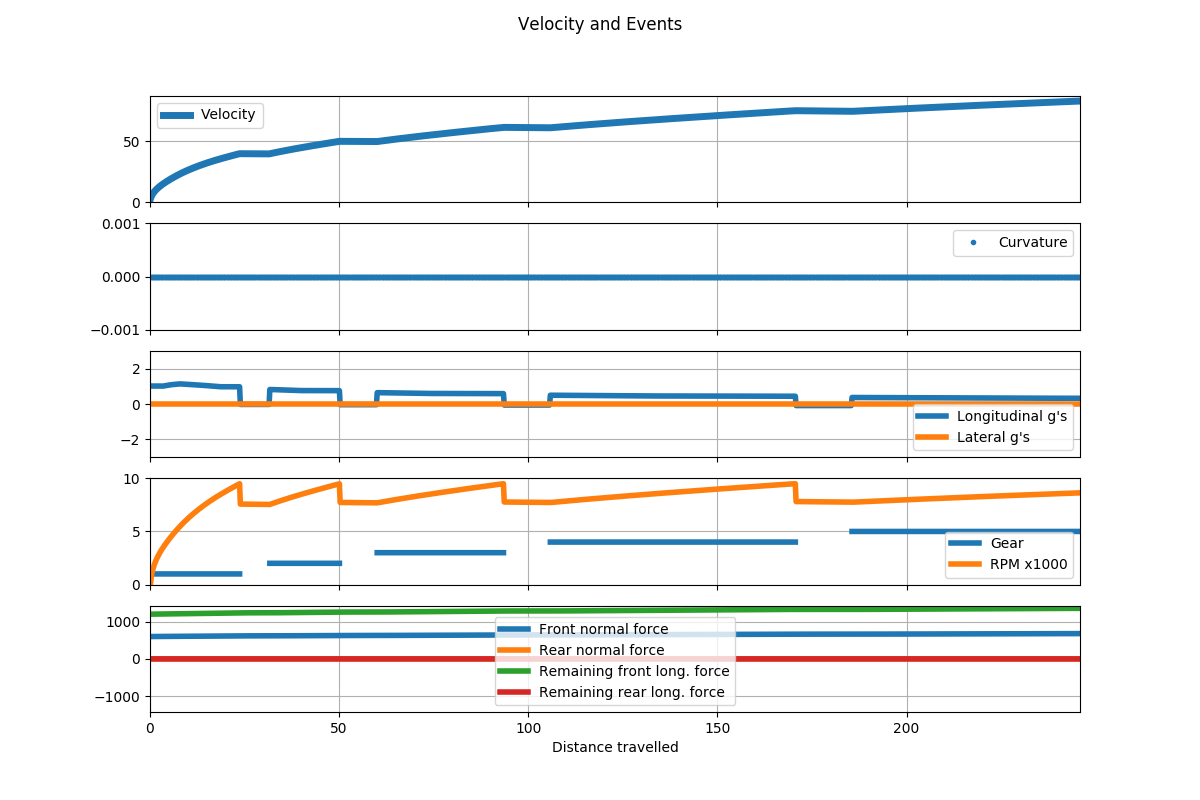 Velocity and Events
Velocity
50
0
0.001
0.000
−0.001
Curvature
2
0
−2
Longitudinal g's
Lateral g's
10
5
0
Gear
RPM x1000
1000
0
−1000
Front normal force
Rear normal force
Remaining front long. force
Remaining rear long. force
0 50 100 150 200
Distance travelled